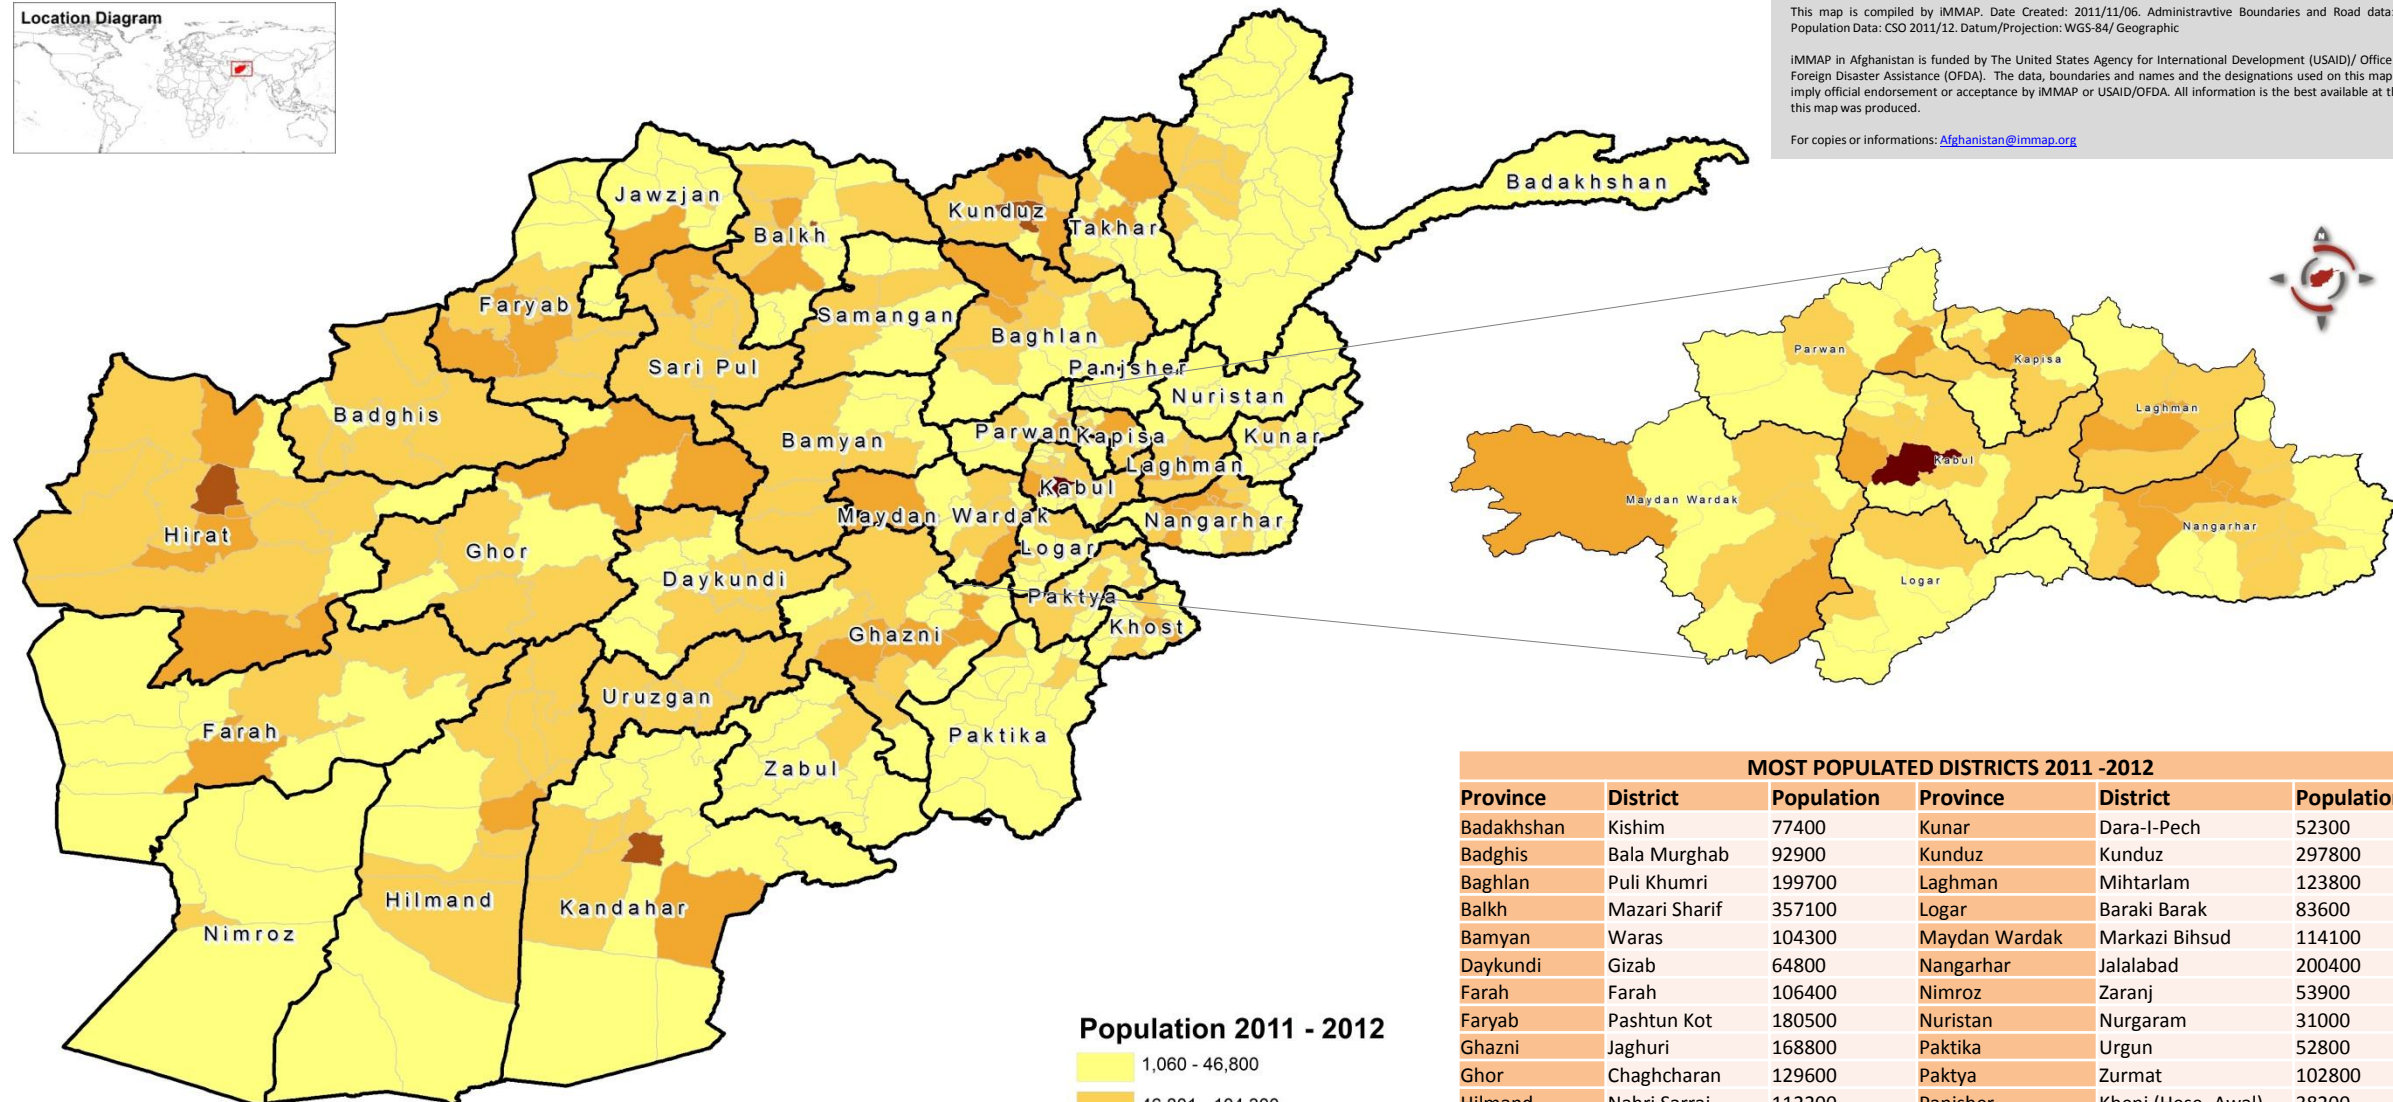 Location Diagram
This map is compiled by iMMAP. Date Created: 2011/11/06. Administravtive Boundaries and Road data:
Population Data: CSO 2011/12. Datum/Projection: WGS-84/ Geographic
iMMAP in Afghanistan is funded by The United States Agency for International Development (USAID)/ Office
Foreign Disaster Assistance (OFDA). The data, boundaries and names and the designations used on this map
imply official endorsement or acceptance by iMMAP or USAID/OFDA. All information is the best available at
this map was produced.
For copies or informations: Afghanistan@immap.org
N
Badakhshan
Jawzjan
Kunduz
Balkh
Takhar
Faryab
Samangan
Baghlan
Sari Pul
Panjsher
Nuristan
Badghis
Bamyan
Parwan
Kapisa
Kunar
Laghman
Kabul
Maydan Wardak
Nangarhar
Hirat
Ghor
Logar
Daykundi
Paktya
Ghazni
Khost
Uruzgan
Farah
Paktika
Zabul
Hilmand
Kandahar
Nimroz
Parwan
Kapisa
Laghman
Kabul
Maydan Wardak
Nangarhar
Logar
Population 2011 - 2012
1,060 - 46,800
MOST POPULATED DISTRICTS 2011 -2012
Province District Population Province District Population
Badakhshan Kishim 77400 Kunar Dara-I-Pech 52300
Badghis Bala Murghab 92900 Kunduz Kunduz 297800
Baghlan Puli Khumri 199700 Laghman Mihtarlam 123800
Balkh Mazari Sharif 357100 Logar Baraki Barak 83600
Bamyan Waras 104300 Maydan Wardak Markazi Bihsud 114100
Daykundi Gizab 64800 Nangarhar Jalalabad 200400
Farah Farah 106400 Nimroz Zaranj 53900
Faryab Pashtun Kot 180500 Nuristan Nurgaram 31000
Ghazni Jaghuri 168800 Paktika Urgun 52800
Ghor Chaghcharan 129600 Paktya Zurmat 102800